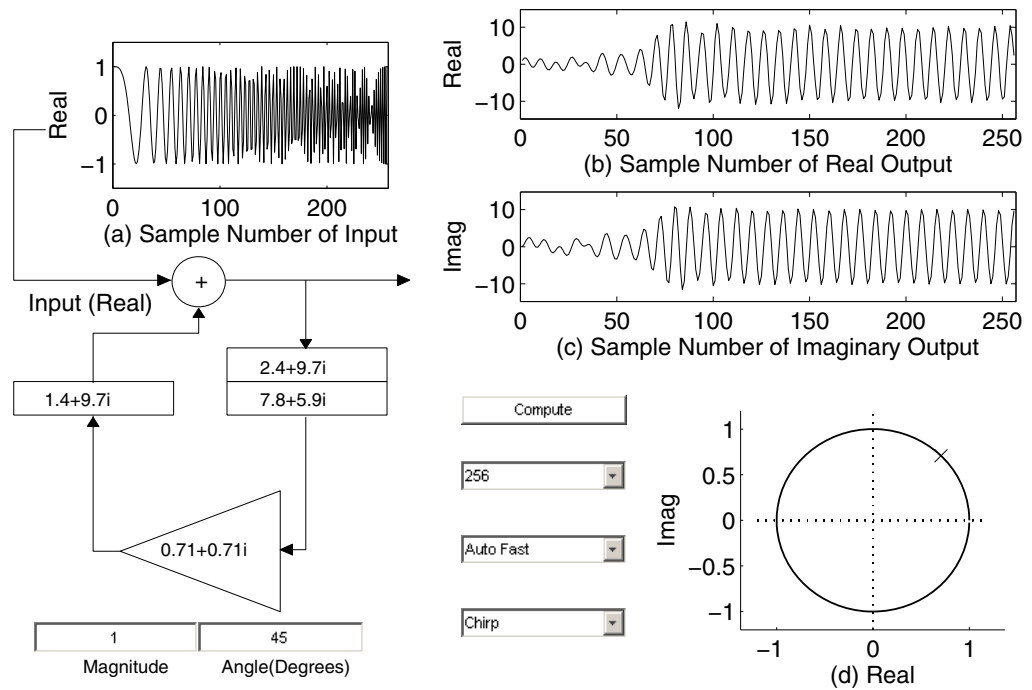 Real
1
0
−1
0
100
200
(a) Sample Number of Input
Real
10
0
−10
0
50
100
150
200
250
(b) Sample Number of Real Output
Imag
10
0
−10
0
50
100
150
200
250
(c) Sample Number of Imaginary Output
+
Input (Real)
2.4+9.7i
7.8+5.9i
1.4+9.7i
0.71+0.71i
1
45
Magnitude
Angle(Degrees)
Compute
256
Auto Fast
Chirp
Imag
1
0.5
0
−0.5
−1
−1
0
1
(d) Real